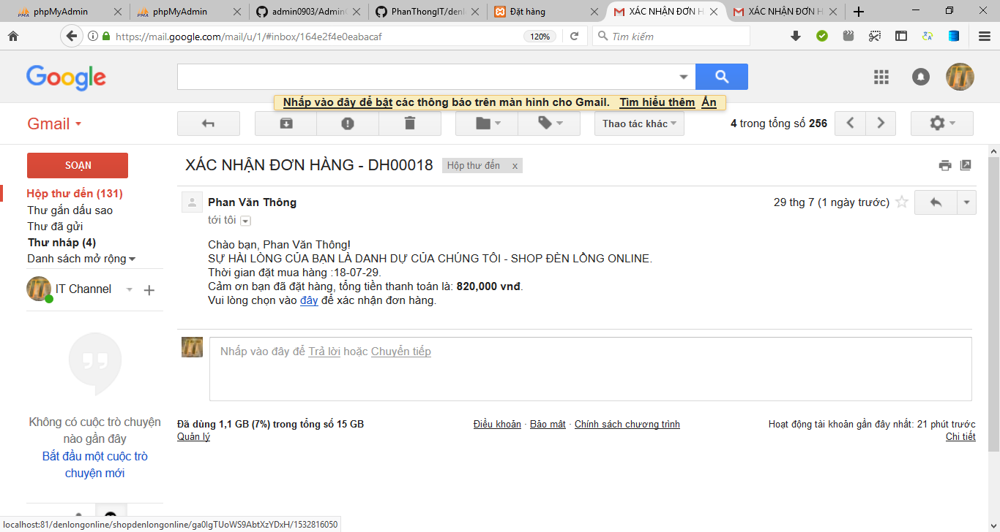 phpMyAdmin
phpMyAdmin
admin0903/Admin
PhanThongIT/denl
Đặt hàng
XÁC NHẬN ĐƠN H
XÁC NHẬN ĐƠN H
https://mail.google.com/mail/u/1/#inbox/164e2f4e0eabacaf
120%
Tìm kiếm
Google
Nhấp vào đây để bật các thông báo trên màn hình cho Gmail. Tìm hiểu thêm Ẩn
Gmail
Thao tác khác
4 trong tổng số 256
SOẠN
XÁC NHẬN ĐƠN HÀNG - DH00018
Hộp thư đến x
Hộp thư đến (131)
Thư gắn dấu sao
Thư đã gửi
Thư nháp (4)
Danh sách mở rộng
IT Channel
Phan Văn Thông
29 thg 7 (1 ngày trước)
tới tôi
Chào bạn, Phan Văn Thông!
SỰ HÀI LÒNG CỦA BẠN LÀ DANH DỰ CỦA CHÚNG TÔI - SHOP ĐÈN LỒNG ONLINE.
Thời gian đặt mua hàng :18-07-29.
Cảm ơn bạn đã đặt hàng, tổng tiền thanh toán là: 820,000 vnđ.
Vui lòng chọn vào đây để xác nhận đơn hàng.
Nhấp vào đây để Trả lời hoặc Chuyển tiếp
Không có cuộc trò chuyện
nào gần đây
Bắt đầu một cuộc trò
chuyện mới
Đã dùng 1,1 GB (7%) trong tổng số 15 GB
Quản lý
Điều khoản · Bảo mật · Chính sách chương trình
Hoạt động tài khoản gần đây nhất: 21 phút trước
Chi tiết
localhost:81/denlongonline/shopdenlongonline/ga0lgTUoWS9AbtXzYDxH/1532816050